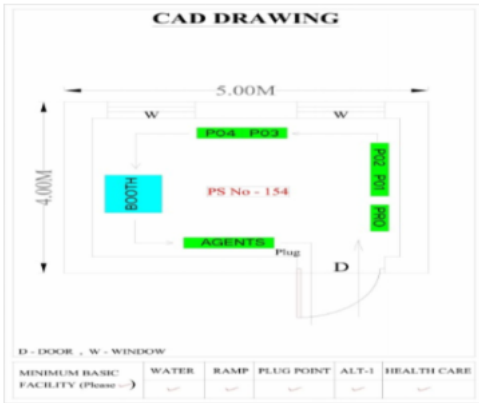 CAD DRAWING
5.00M
W W
PO4 PO3
4.00M
BOOTH
PS No - 154
PO2 PO1
PRO
AGENTS
Plug
D
D - DOOR , W - WINDOW
MINIMUM BASIC FACILITY (Please ✓) WATER RAMP PLUG POINT ALT-1 HEALTH CARE
✓ ✓ ✓ ✓ ✓